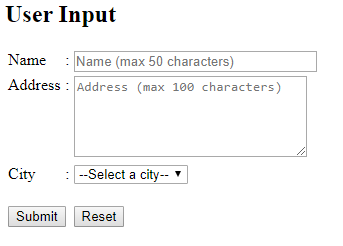 User Input
Name : Name (max 50 characters)
Address : Address (max 100 characters)
City : --Select a city--
Submit Reset